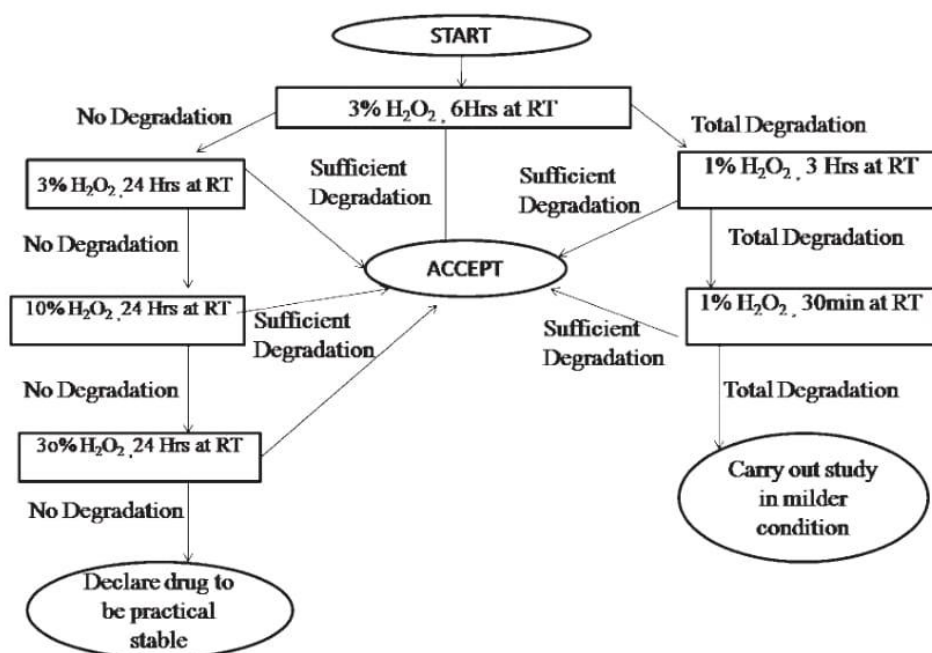 START
3% H₂O₂ , 6Hrs at RT
No Degradation
Total Degradation
Sufficient
Degradation
3% H₂O₂ ,24 Hrs at RT
1% H₂O₂ , 3 Hrs at RT
Sufficient
Degradation
No Degradation
Total Degradation
ACCEPT
10% H₂O₂ ,24 Hrs at RT
1% H₂O₂ , 30min at RT
Sufficient
Degradation
Sufficient
Degradation
No Degradation
Total Degradation
3o% H₂O₂ ,24 Hrs at RT
No Degradation
Carry out study
in milder
condition
Declare drug to
be practical
stable